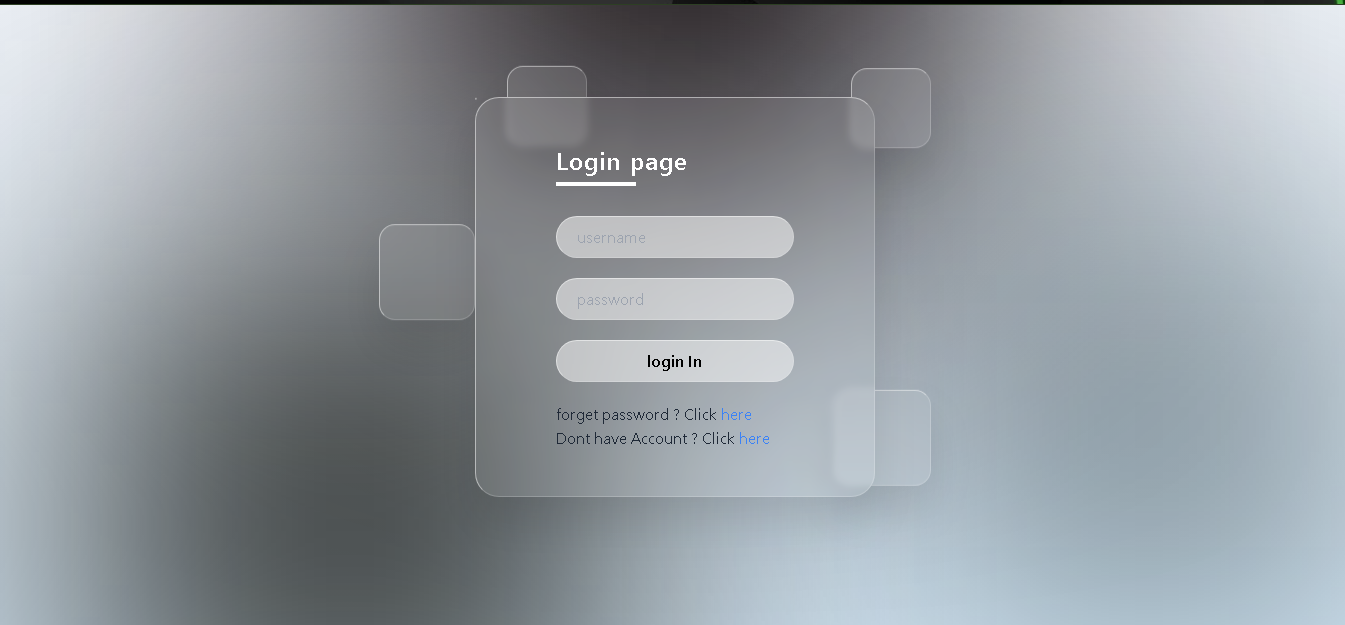 Login page
username
password
login In
forget password ? Click here
Dont have Account ? Click here